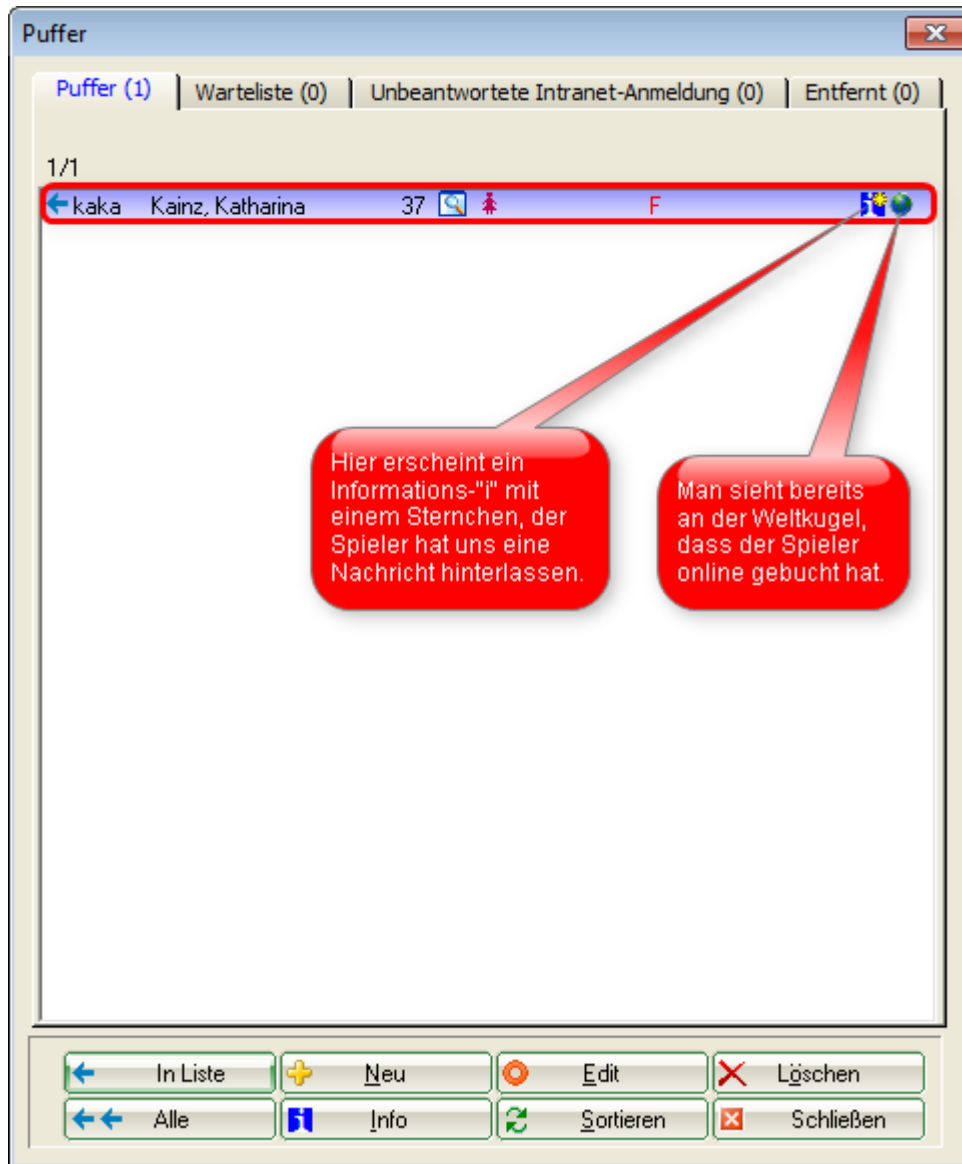 Puffer
Puffer (1) Warteliste (0) Unbeantwortete Intranet-Anmeldung (0) Entfernt (0)
1/1
kaka Kainz, Katharina 37 F
Hier erscheint ein
Informations-"i" mit
einem Sternchen, der
Spieler hat uns eine
Nachricht hinterlassen.
Man sieht bereits
an der Weltkugel,
dass der Spieler
online gebucht hat.
In Liste Neu Edit Löschen
Alle Info Sortieren Schließen